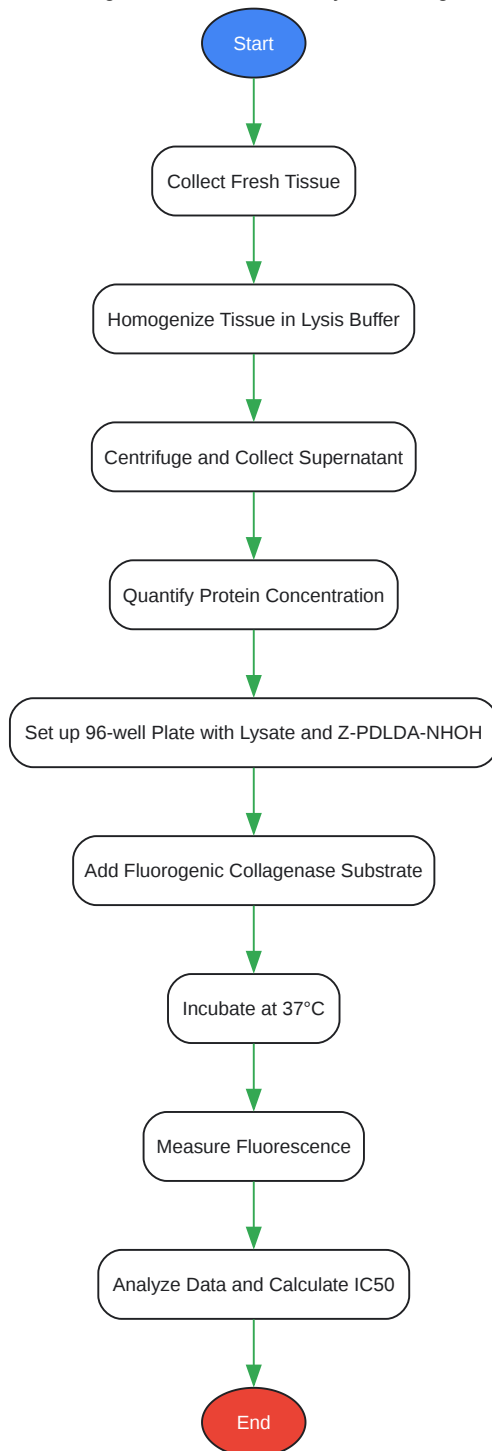 Start
Collect Fresh Tissue
Homogenize Tissue in Lysis Buffer
Centrifuge and Collect Supernatant
Quantify Protein Concentration
Set up 96-well Plate with Lysate and Z-PDLDA-NHOH
Add Fluorogenic Collagenase Substrate
Incubate at 37°C
Measure Fluorescence
Analyze Data and Calculate IC50
End